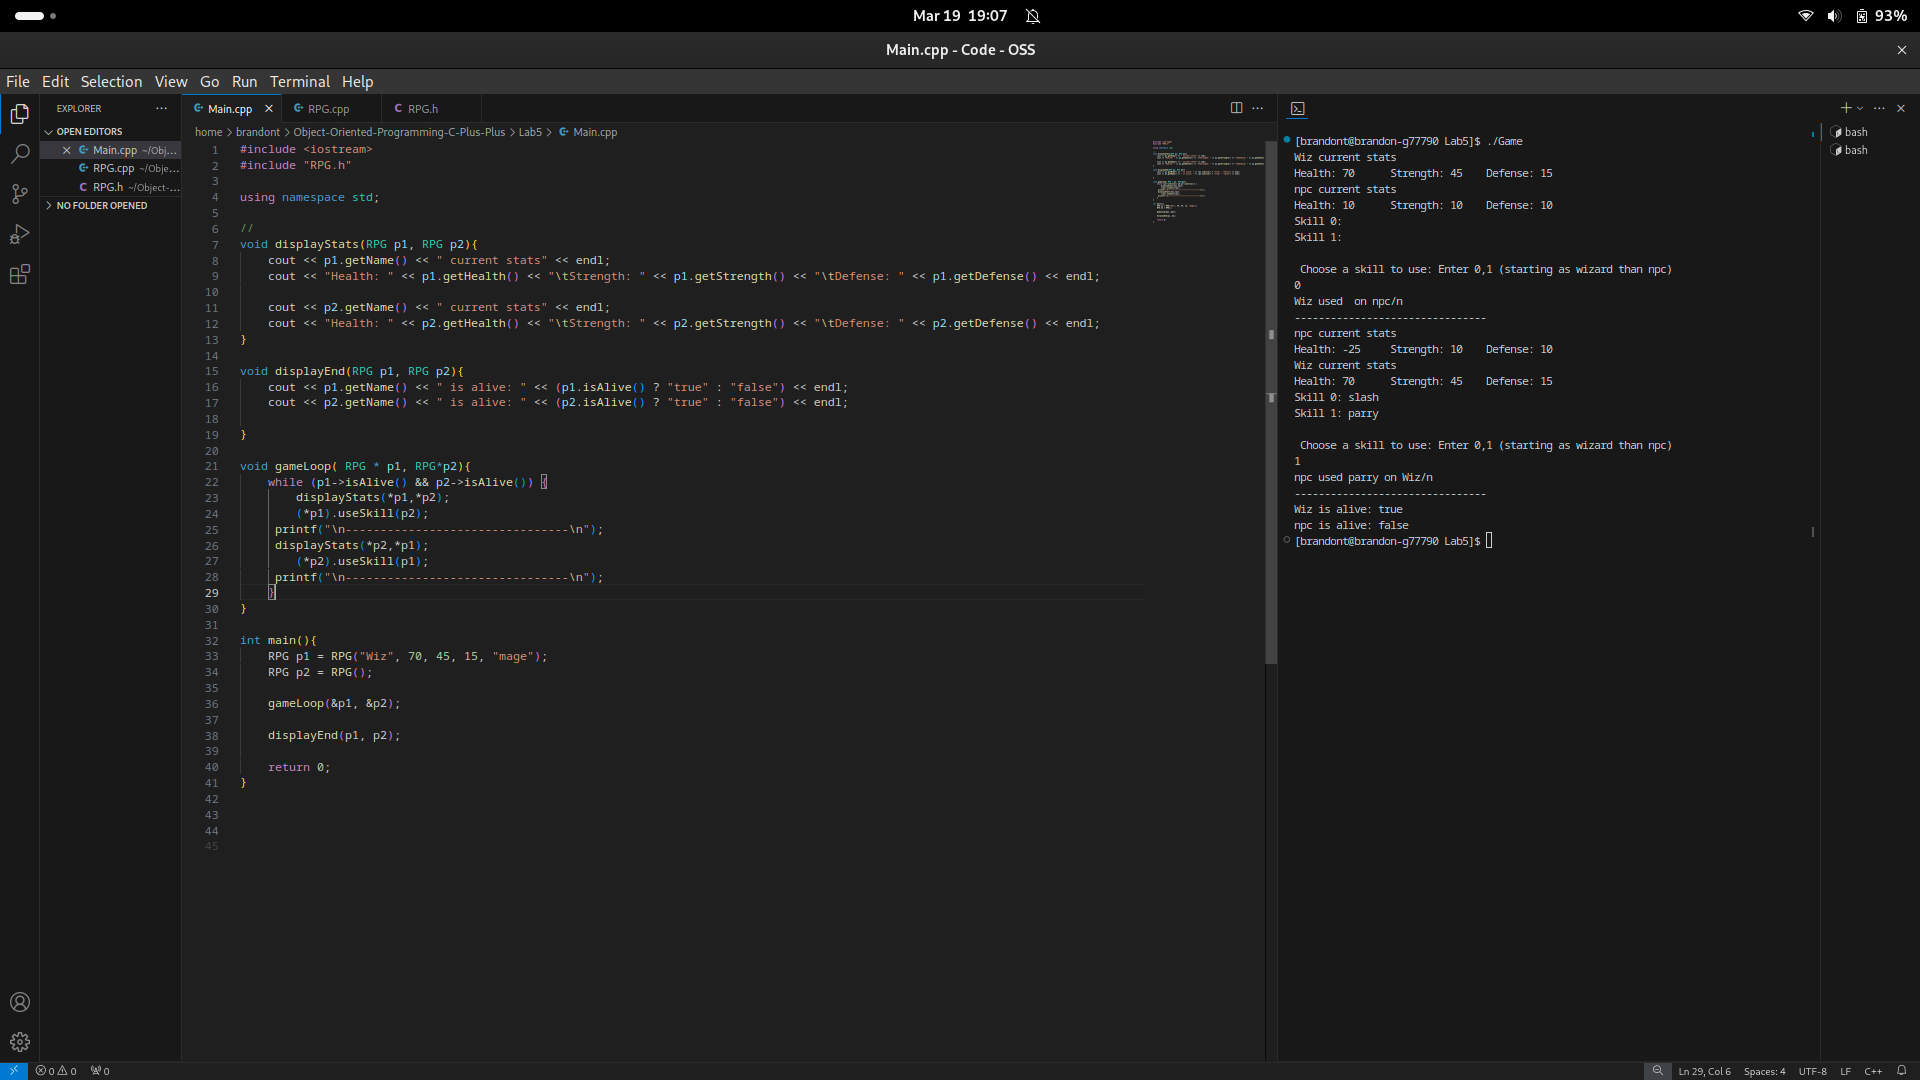 Mar 19 19:07
93%
Main.cpp - Code - OSS
File Edit Selection View Go Run Terminal Help
EXPLORER
OPEN EDITORS
Main.cpp ~/Obj...
RPG.cpp ~/Obje...
RPG.h ~/Object-...
NO FOLDER OPENED
Main.cpp RPG.cpp RPG.h
home > brandont > Object-Oriented-Programming-C-Plus-Plus > Lab5 > Main.cpp
1 #include <iostream>
2 #include "RPG.h"
3
4 using namespace std;
5
6 //
7 void displayStats(RPG p1, RPG p2){
8     cout << p1.getName() << " current stats" << endl;
9     cout << "Health: " << p1.getHealth() << "\tStrength: " << p1.getStrength() << "\tDefense: " << p1.getDefense() << endl;
10
11     cout << p2.getName() << " current stats" << endl;
12     cout << "Health: " << p2.getHealth() << "\tStrength: " << p2.getStrength() << "\tDefense: " << p2.getDefense() << endl;
13 }
14
15 void displayEnd(RPG p1, RPG p2){
16     cout << p1.getName() << " is alive: " << (p1.isAlive() ? "true" : "false") << endl;
17     cout << p2.getName() << " is alive: " << (p2.isAlive() ? "true" : "false") << endl;
18
19 }
20
21 void gameLoop( RPG * p1, RPG*p2){
22     while (p1->isAlive() && p2->isAlive()) {
23         displayStats(*p1,*p2);
24         (*p1).useSkill(p2);
25      printf("\n--------------------------------\n");
26      displayStats(*p2,*p1);
27         (*p2).useSkill(p1);
28      printf("\n--------------------------------\n");
29     }
30 }
31
32 int main(){
33     RPG p1 = RPG("Wiz", 70, 45, 15, "mage");
34     RPG p2 = RPG();
35
36     gameLoop(&p1, &p2);
37
38     displayEnd(p1, p2);
39
40     return 0;
41 }
42
43
44
45
[brandont@brandon-g77790 Lab5]$ ./Game
Wiz current stats
Health: 70      Strength: 45    Defense: 15
npc current stats
Health: 10      Strength: 10    Defense: 10
Skill 0:
Skill 1:
 Choose a skill to use: Enter 0,1 (starting as wizard than npc)
0
Wiz used  on npc/n
--------------------------------
npc current stats
Health: -25     Strength: 10    Defense: 10
Wiz current stats
Health: 70      Strength: 45    Defense: 15
Skill 0: slash
Skill 1: parry
 Choose a skill to use: Enter 0,1 (starting as wizard than npc)
1
npc used parry on Wiz/n
--------------------------------
Wiz is alive: true
npc is alive: false
[brandont@brandon-g77790 Lab5]$
bash
bash
0 0 0
Ln 29, Col 6 Spaces: 4 UTF-8 LF C++